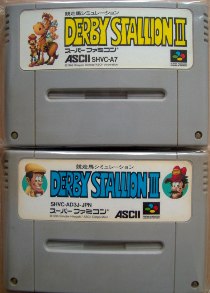 競走馬シミュレーション
DERBY STALLION II
スーパーファミコン
ASCII SHVC-A7
競走馬シミュレーション
DERBY STALLION III
SHVC-AD3J-JPN
スーパーファミコン ASCII